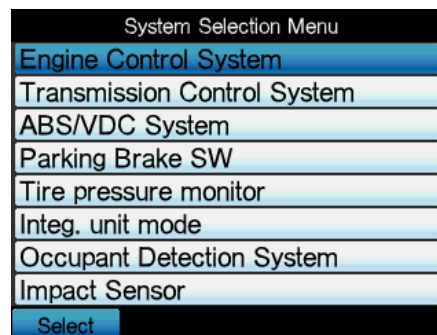 System Selection Menu
Engine Control System
Transmission Control System
ABS/VDC System
Parking Brake SW
Tire pressure monitor
Integ. unit mode
Occupant Detection System
Impact Sensor
Select